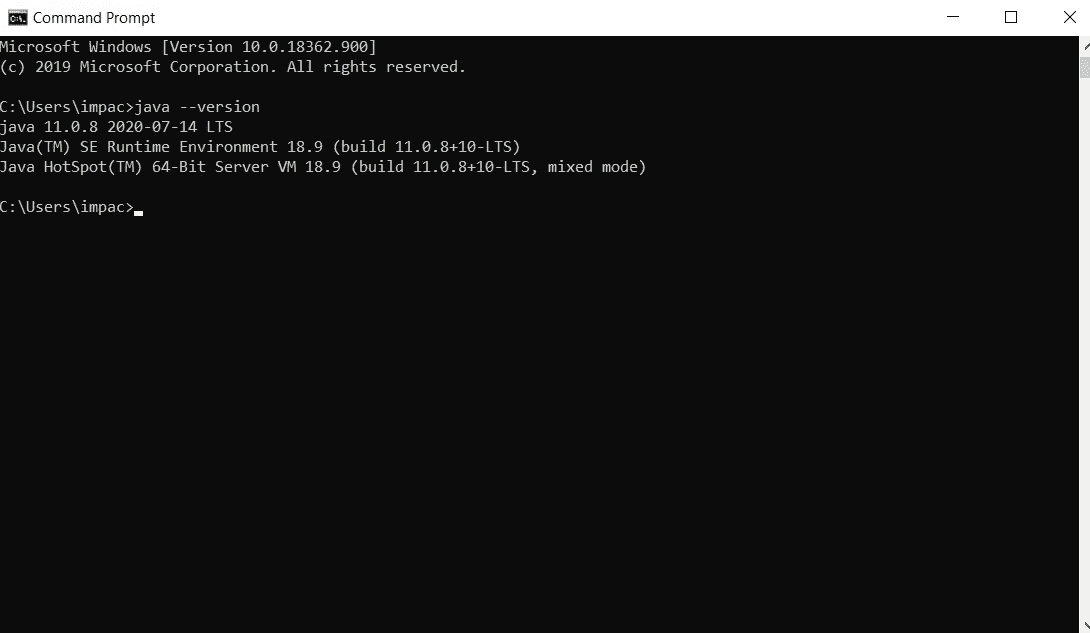 Command Prompt
Microsoft Windows [Version 10.0.18362.900]
(c) 2019 Microsoft Corporation. All rights reserved.
C:\Users\impac>java --version
java 11.0.8 2020-07-14 LTS
Java(TM) SE Runtime Environment 18.9 (build 11.0.8+10-LTS)
Java HotSpot(TM) 64-Bit Server VM 18.9 (build 11.0.8+10-LTS, mixed mode)
C:\Users\impac>